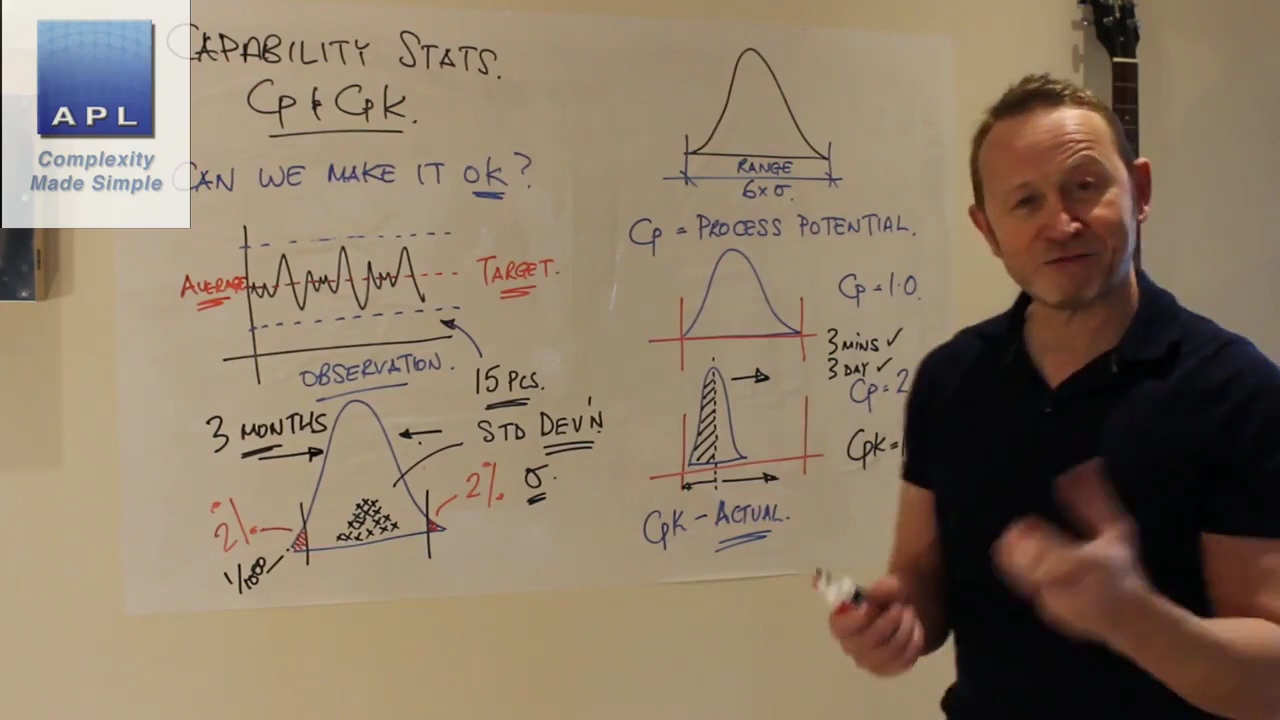 APL
Complexity
Made Simple
CAPABILITY STATS.
Cp & CpK.
CAN WE MAKE IT OK?
AVERAGE
TARGET.
OBSERVATION.
15 PCS.
3 MONTHS
STD DEV'N
σ
2%
2%
1/1000
RANGE
6xσ.
Cp = PROCESS POTENTIAL.
Cp = 1.0.
3 MINS ✓
3 DAY ✓
Cp = 2
CpK =
CpK - ACTUAL.